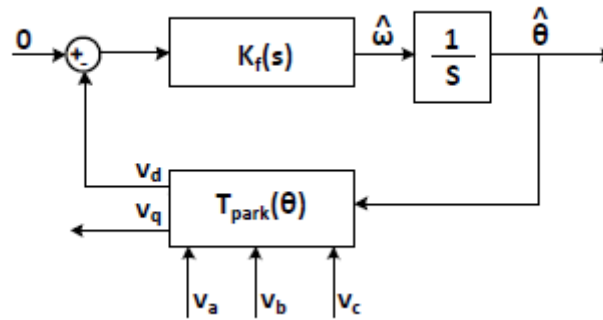 0
+
-
K_f(s)
ω̂
1
S
θ̂
v_d
v_q
T_park(θ)
v_a
v_b
v_c